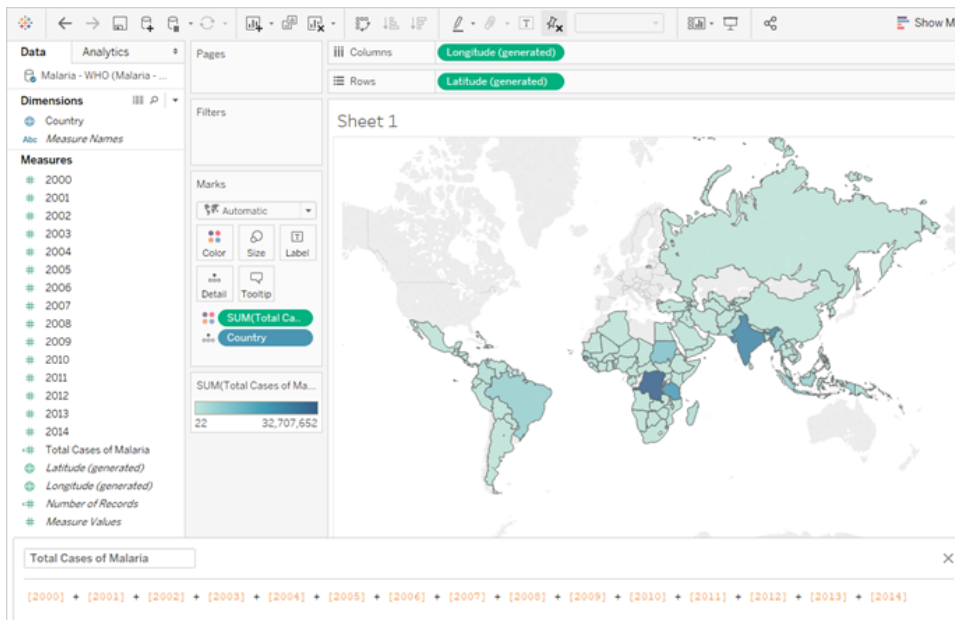 Show M
Data
Analytics
Malaria - WHO (Malaria - ...
Dimensions
Country
Abc Measure Names
Measures
2000
2001
2002
2003
2004
2005
2006
2007
2008
2009
2010
2011
2012
2013
2014
Total Cases of Malaria
Latitude (generated)
Longitude (generated)
Number of Records
Measure Values
Pages
Filters
Marks
Automatic
Color
Size
Label
Detail
Tooltip
SUM(Total Ca..
Country
SUM(Total Cases of Ma...
22 32,707,652
Columns
Longitude (generated)
Rows
Latitude (generated)
Sheet 1
Total Cases of Malaria
[2000] + [2001] + [2002] + [2003] + [2004] + [2005] + [2006] + [2007] + [2008] + [2009] + [2010] + [2011] + [2012] + [2013] + [2014]